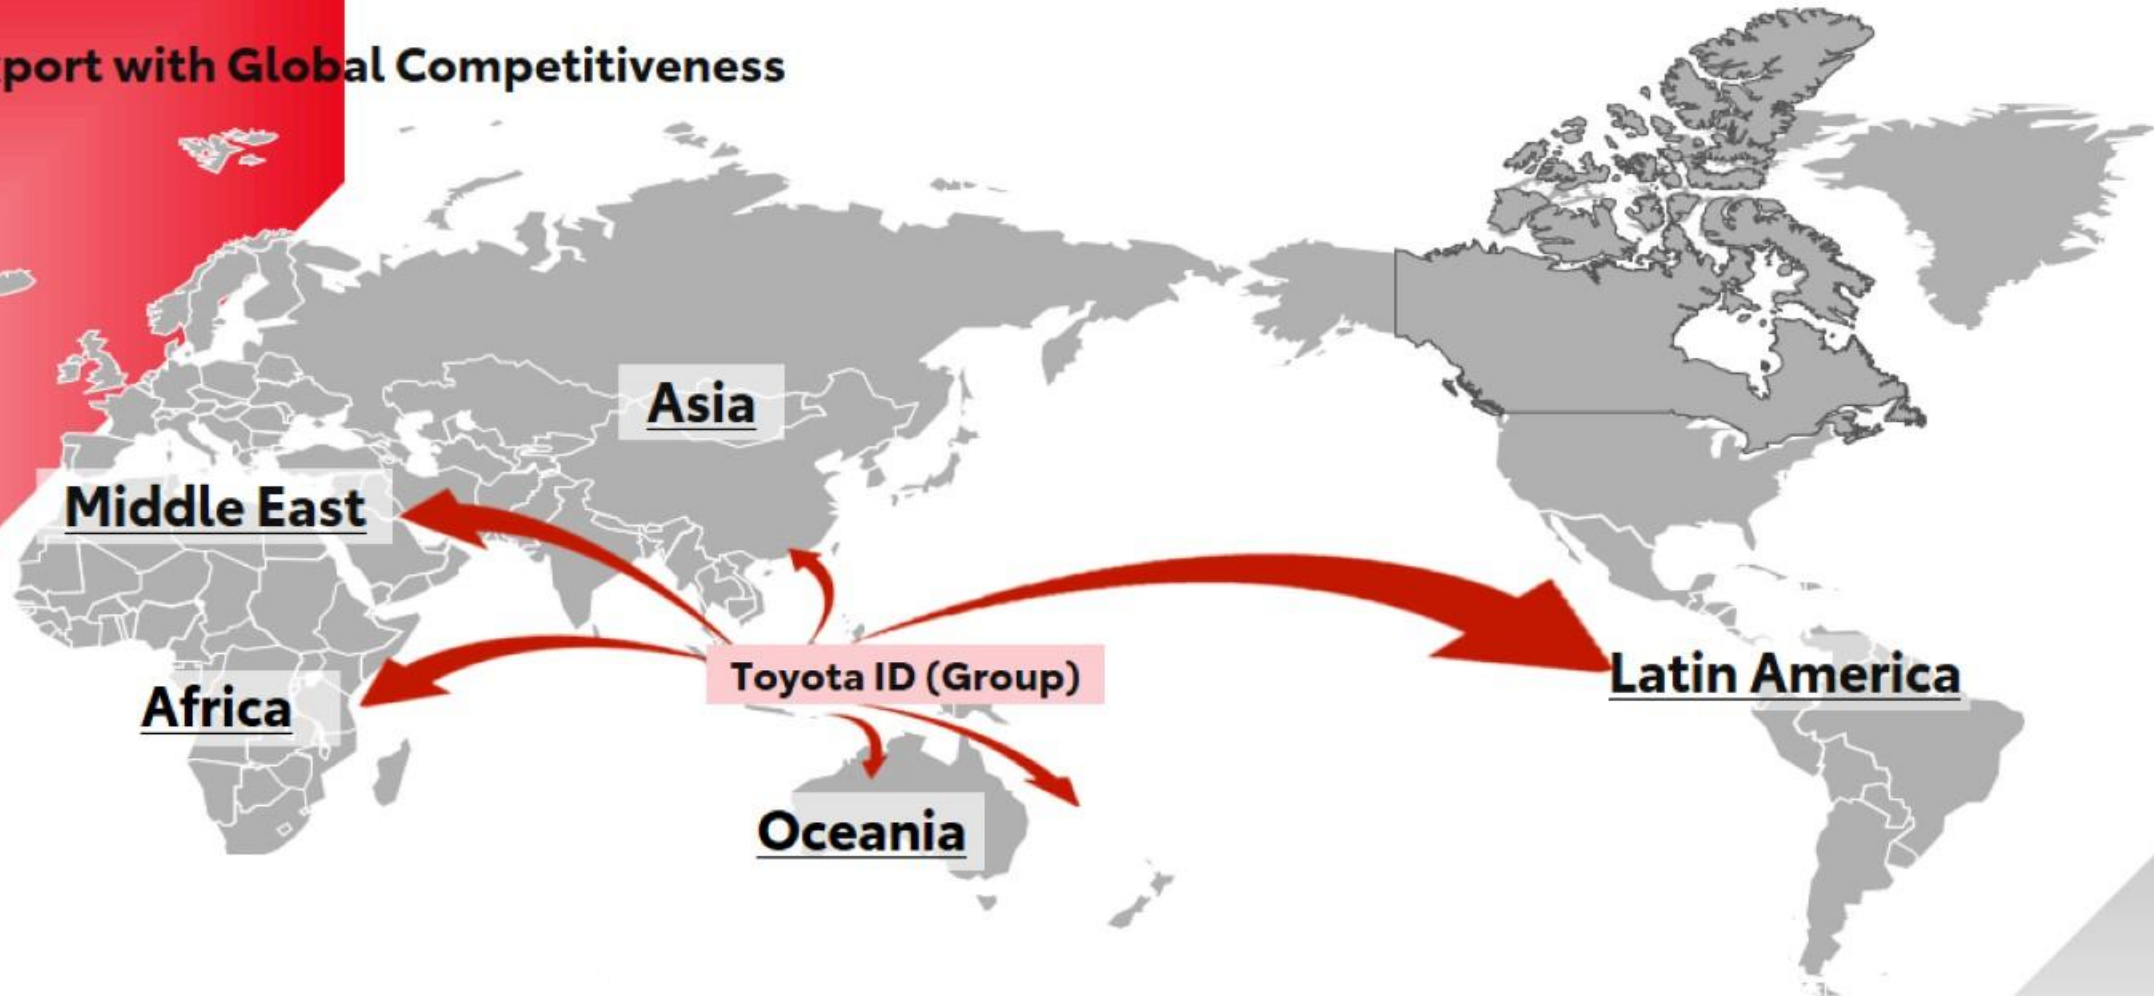 port with Global Competitiveness
Asia
Middle East
Toyota ID (Group)
Latin America
Africa
Oceania